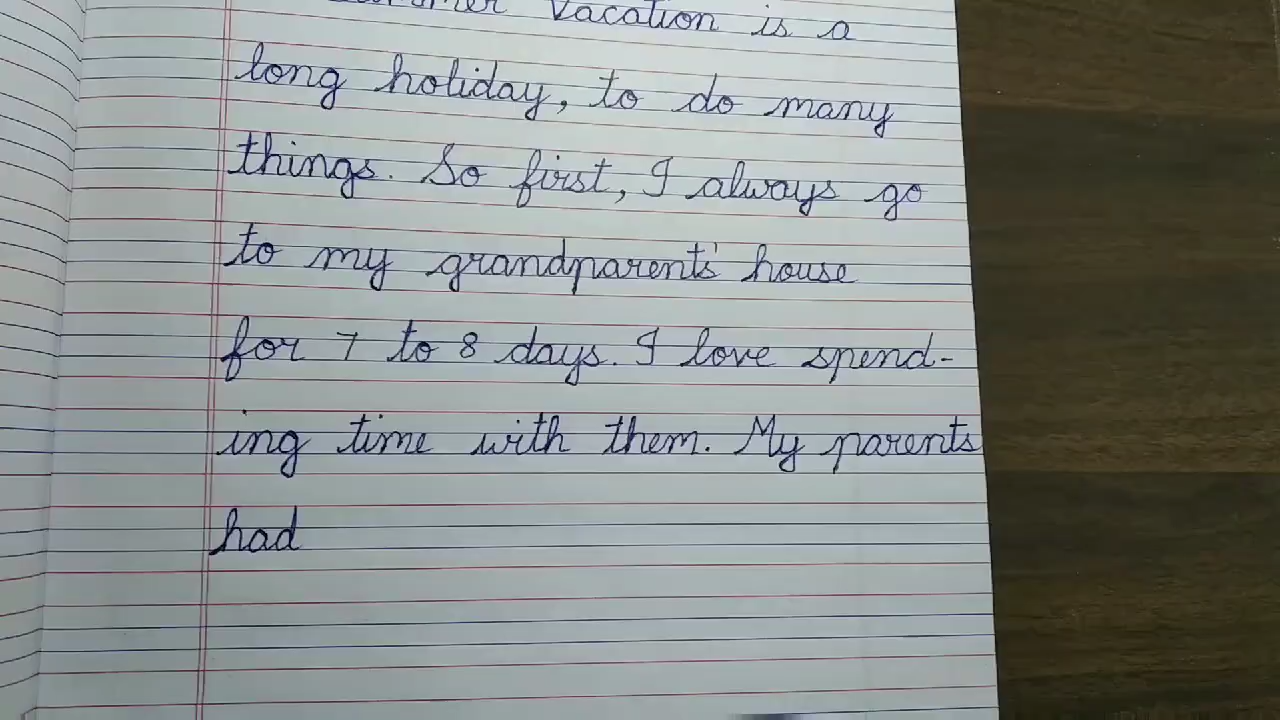 Vacation is a
long holiday, to do many
things. So first, I always go
to my grandparents' house
for 7 to 8 days. I love spend-
ing time with them. My parents
had